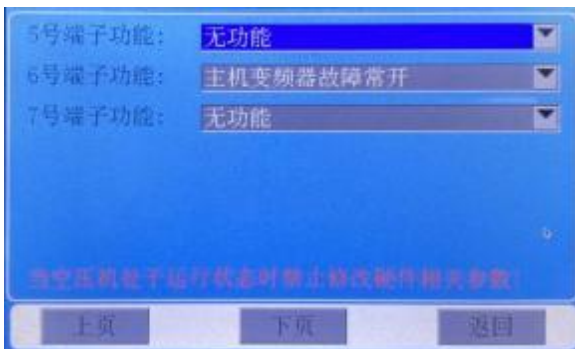 5号端子功能: 无功能
6号端子功能: 主机变频器故障常开
7号端子功能: 无功能
当空压机处于运行状态时禁止修改硬件相关参数!
上页 下页 返回